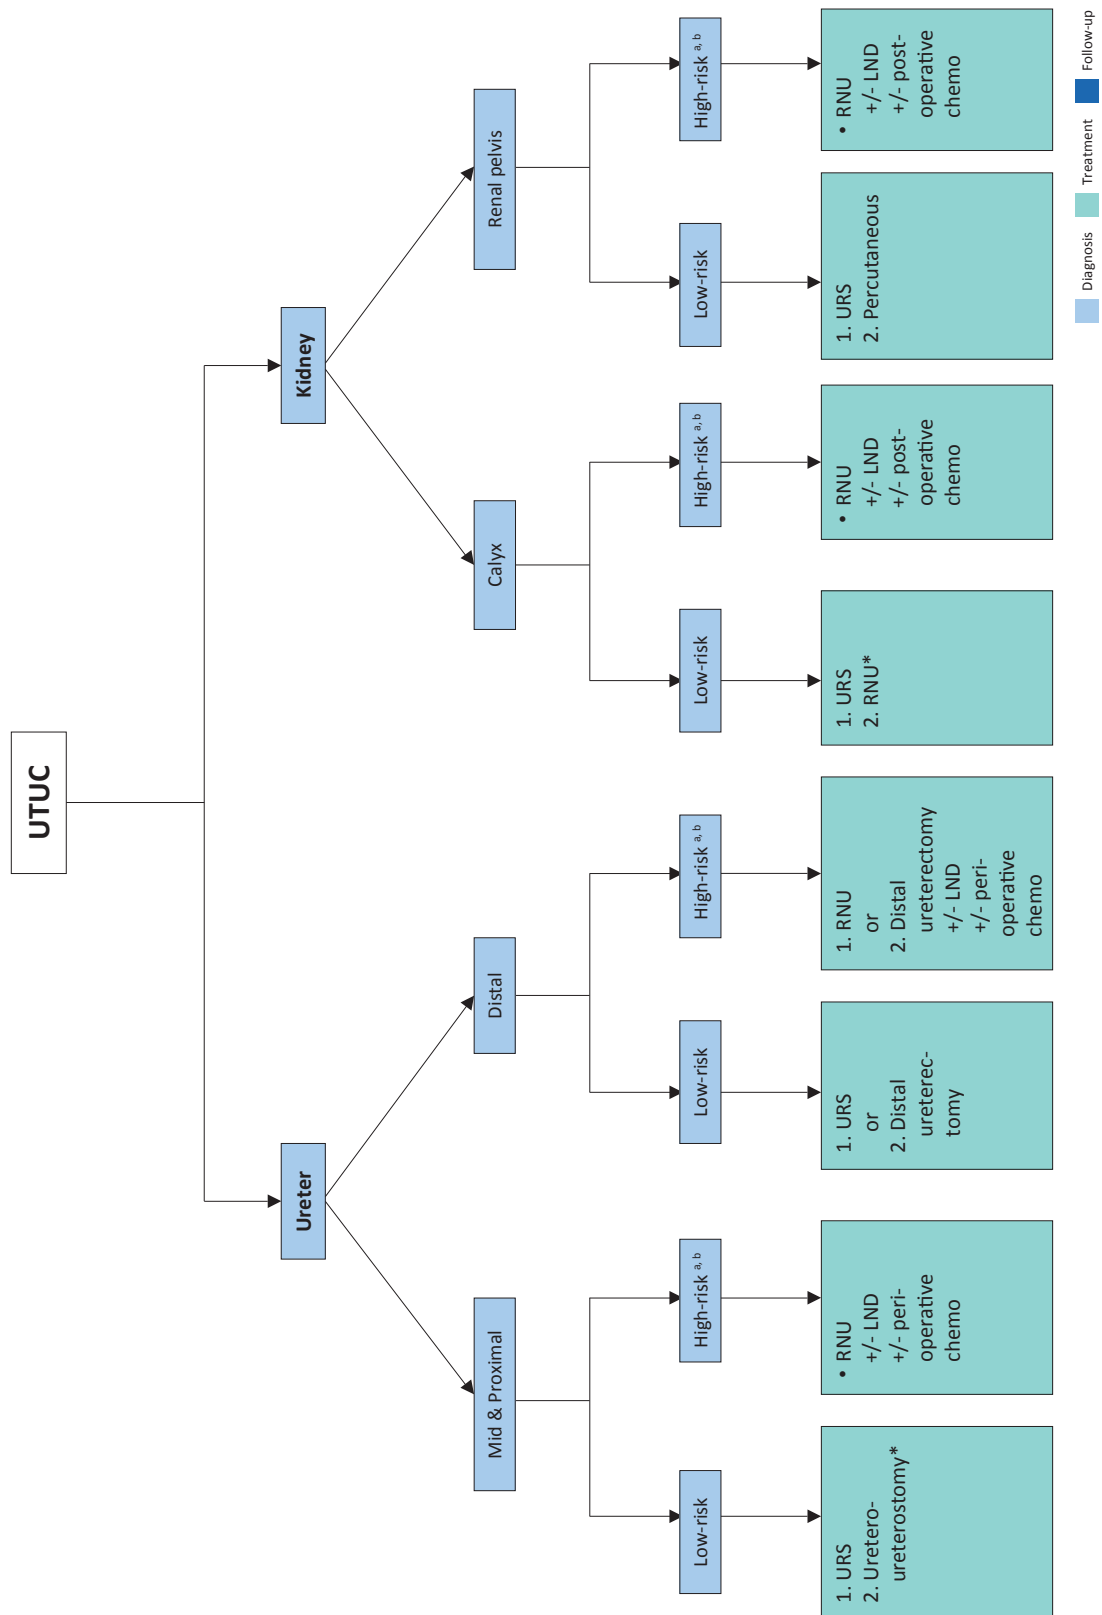 UTUC
Ureter
Kidney
Mid & Proximal
Distal
Calyx
Renal pelvis
Low-risk
High-risk a, b
Low-risk
High-risk a, b
Low-risk
High-risk a, b
Low-risk
High-risk a, b
1. URS
2. Uretero-
ureterostomy*
• RNU
+/- LND
+/- peri-
operative
chemo
1. URS
or
2. Distal
ureterec-
tomy
1. RNU
or
2. Distal
ureterectomy
+/- LND
+/- peri-
operative
chemo
1. URS
2. RNU*
• RNU
+/- LND
+/- post-
operative
chemo
1. URS
2. Percutaneous
• RNU
+/- LND
+/- post-
operative
chemo
Diagnosis
Treatment
Follow-up